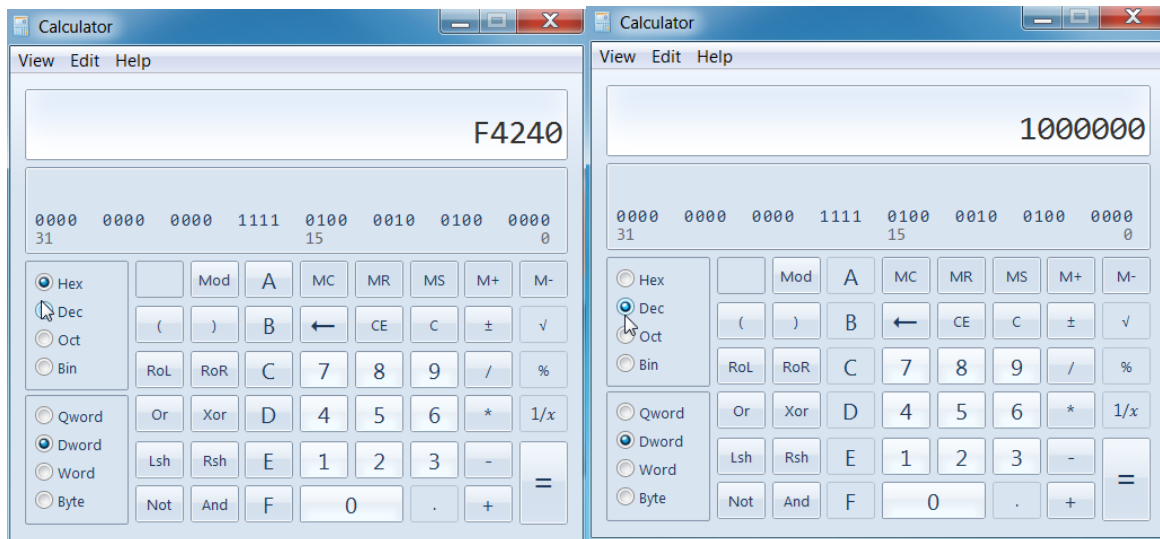 Calculator
View Edit Help
F4240
0000 0000 0000 1111 0100 0010 0100 0000
31 15 0
Hex Mod A MC MR MS M+ M-
Dec ( ) B ← CE C ± √
Oct
Bin RoL RoR C 7 8 9 / %
Qword Or Xor D 4 5 6 * 1/x
Dword
Word Lsh Rsh E 1 2 3 - =
Byte Not And F 0 . +
Calculator
View Edit Help
1000000
0000 0000 0000 1111 0100 0010 0100 0000
31 15 0
Hex Mod A MC MR MS M+ M-
Dec ( ) B ← CE C ± √
Oct
Bin RoL RoR C 7 8 9 / %
Qword Or Xor D 4 5 6 * 1/x
Dword
Word Lsh Rsh E 1 2 3 - =
Byte Not And F 0 . +